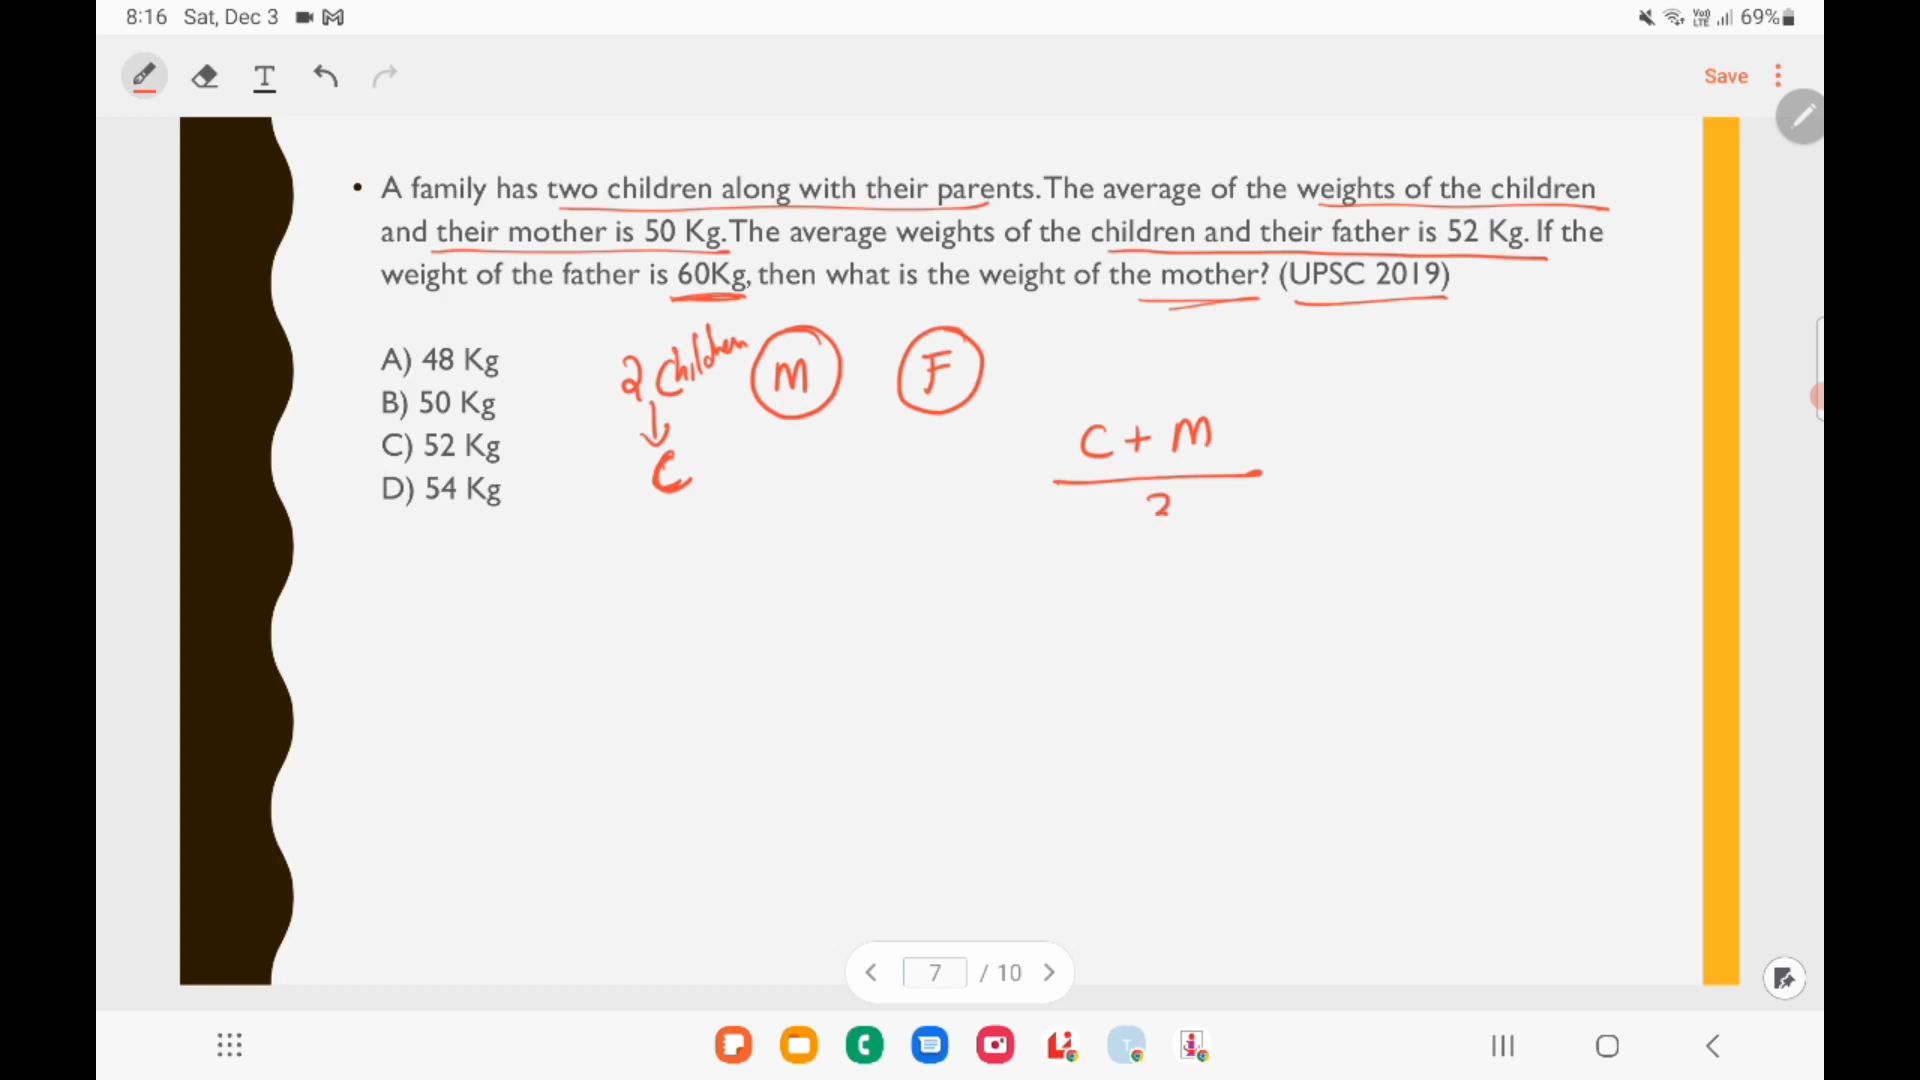 8:16 Sat, Dec 3
Vo) LTE 69%
T
Save
• A family has two children along with their parents. The average of the weights of the children
and their mother is 50 Kg. The average weights of the children and their father is 52 Kg. If the
weight of the father is 60Kg, then what is the weight of the mother? (UPSC 2019)
A) 48 Kg
B) 50 Kg
C) 52 Kg
D) 54 Kg
2 Children M F
C
C + M
7 / 10
T